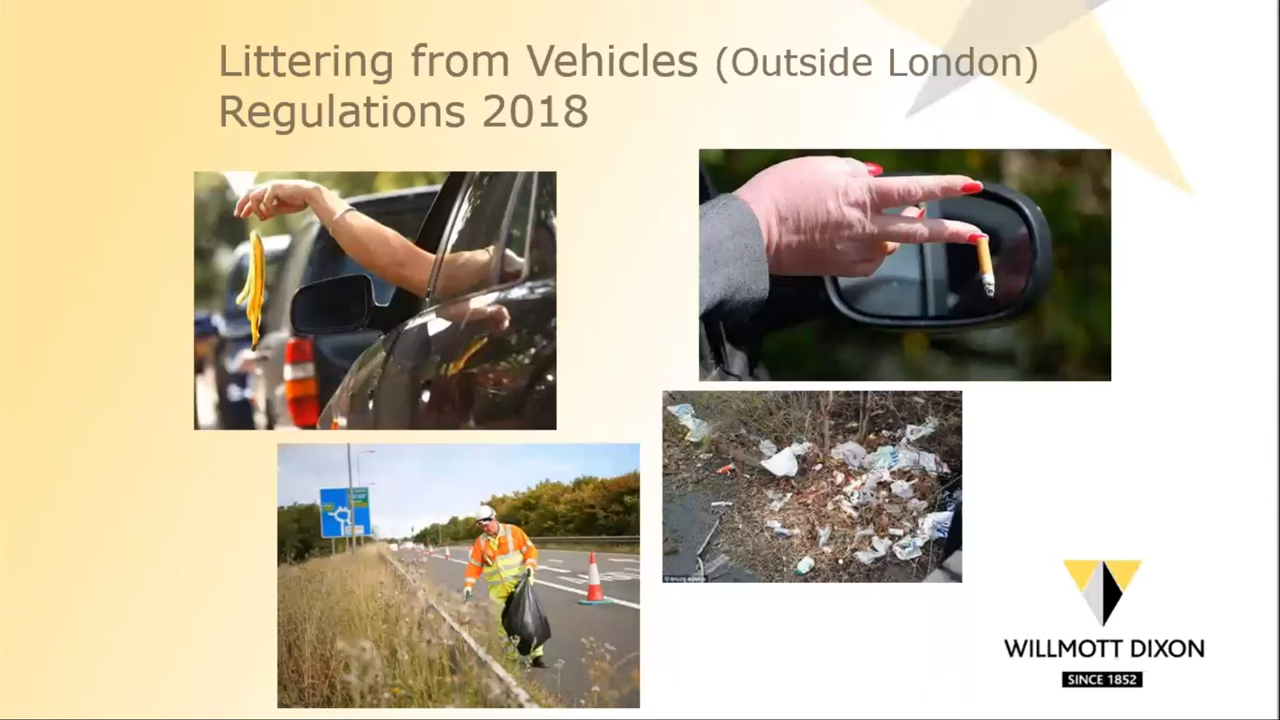 Littering from Vehicles (Outside London)
Regulations 2018
WILLMOTT DIXON
SINCE 1852